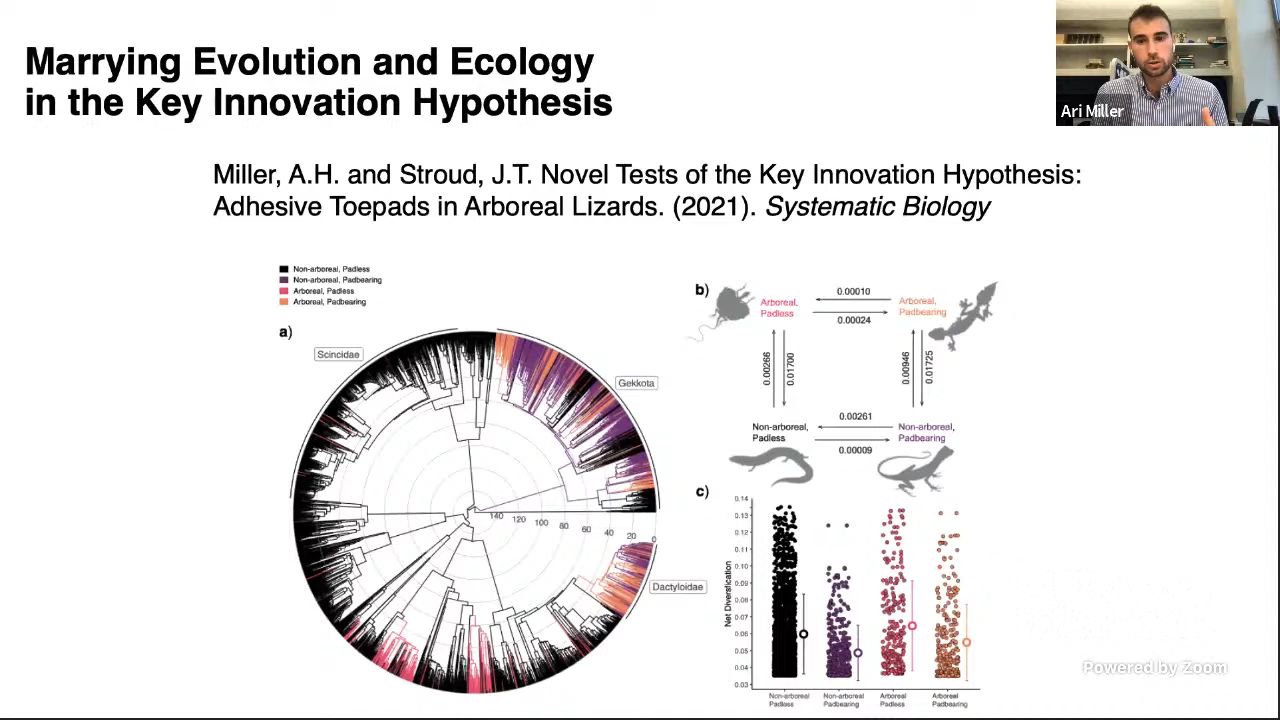 Marrying Evolution and Ecology
in the Key Innovation Hypothesis
Ari Miller
Miller, A.H. and Stroud, J.T. Novel Tests of the Key Innovation Hypothesis:
Adhesive Toepads in Arboreal Lizards. (2021). Systematic Biology
Non-arboreal, Padless
Non-arboreal, Padbearing
Arboreal, Padless
Arboreal, Padbearing
a)
Scincidae
Gekkota
Dactyloidae
140 120 100 80 60 40 20 0
b)
Arboreal,
Padless
0.00010
0.00024
Arboreal,
Padbearing
0.00266
0.01700
0.00946
0.01725
Non-arboreal,
Padless
0.00261
0.00009
Non-arboreal,
Padbearing
c)
Net Diversification
0.14
0.13
0.12
0.11
0.10
0.09
0.08
0.07
0.06
0.05
0.04
0.03
Non-arboreal
Padless
Non-arboreal
Padbearing
Arboreal
Padless
Arboreal
Padbearing
Powered by Zoom